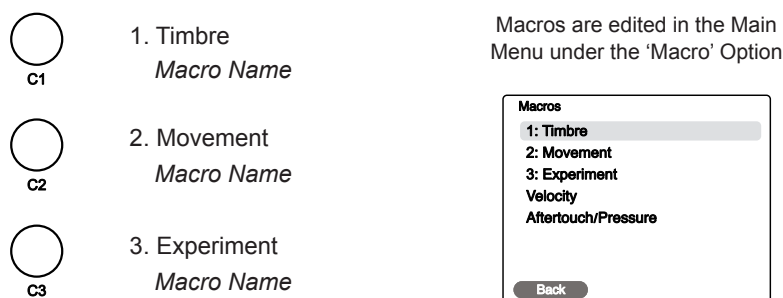 1. Timbre
Macro Name
C1
2. Movement
Macro Name
C2
3. Experiment
Macro Name
C3
Macros are edited in the Main
Menu under the ‘Macro’ Option
Macros
1: Timbre
2: Movement
3: Experiment
Velocity
Aftertouch/Pressure
Back